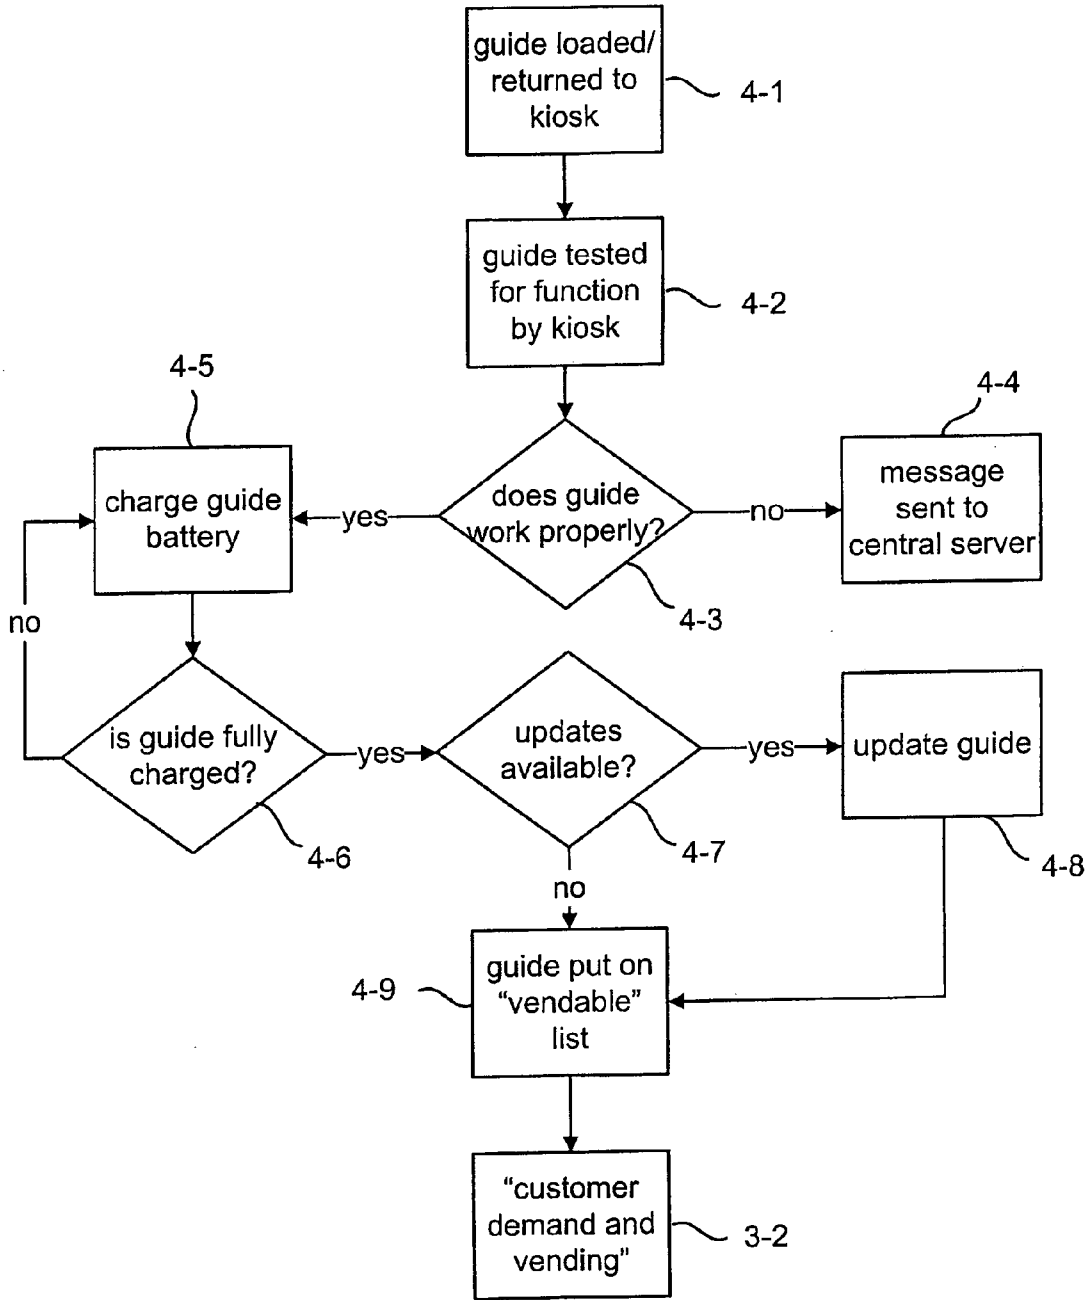 guide loaded/
returned to
kiosk
4-1
guide tested
for function
by kiosk
4-2
4-5
4-4
charge guide
battery
yes
does guide
work properly?
no
message
sent to
central server
4-3
no
is guide fully
charged?
yes
updates
available?
yes
update guide
4-6
4-7
4-8
no
4-9
guide put on
“vendable”
list
“customer
demand and
vending”
3-2